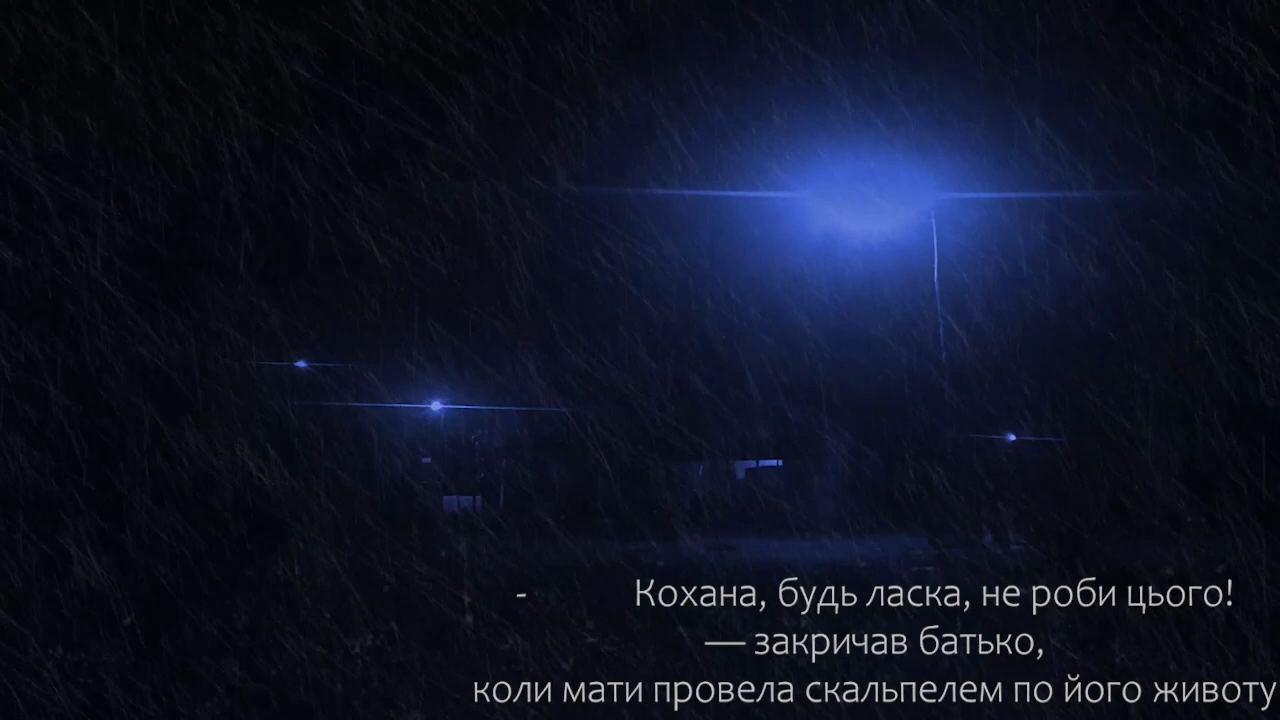 - Кохана, будь ласка, не роби цього!
— закричав батько,
коли мати провела скальпелем по його животу